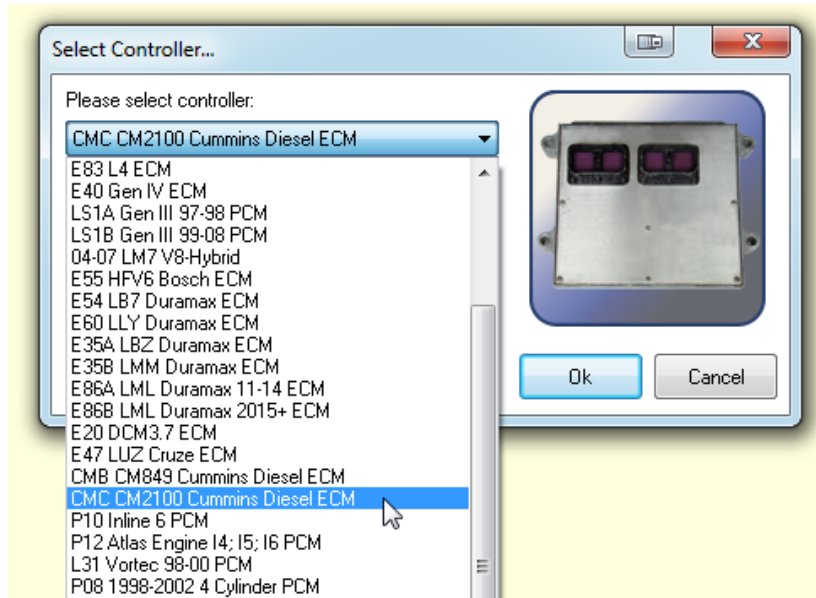 Select Controller...
Please select controller:
CMC CM2100 Cummins Diesel ECM
E83 L4 ECM
E40 Gen IV ECM
LS1A Gen III 97-98 PCM
LS1B Gen III 99-08 PCM
04-07 LM7 V8-Hybrid
E55 HFV6 Bosch ECM
E54 LB7 Duramax ECM
E60 LLY Duramax ECM
E35A LBZ Duramax ECM
E35B LMM Duramax ECM
E86A LML Duramax 11-14 ECM
E86B LML Duramax 2015+ ECM
E20 DCM3.7 ECM
E47 LUZ Cruze ECM
CMB CM849 Cummins Diesel ECM
CMC CM2100 Cummins Diesel ECM
P10 Inline 6 PCM
P12 Atlas Engine I4; I5; I6 PCM
L31 Vortec 98-00 PCM
P08 1998-2002 4 Cylinder PCM
Ok
Cancel